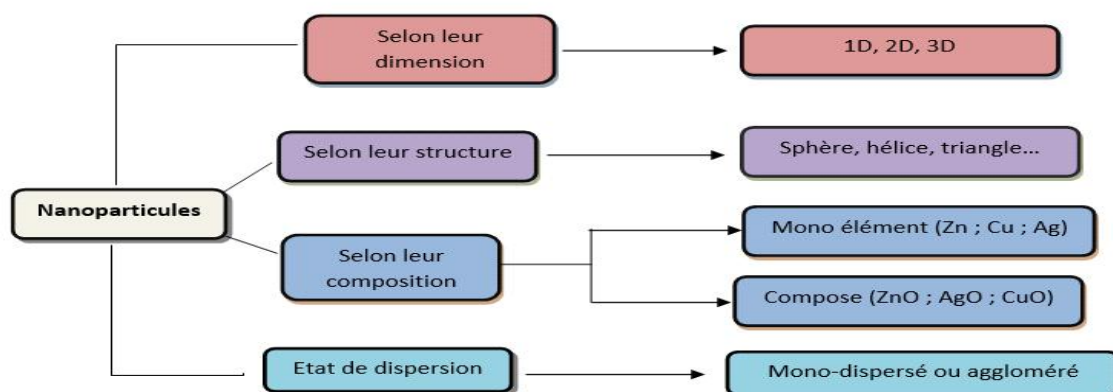 Selon leur
dimension
1D, 2D, 3D
Selon leur structure
Sphère, hélice, triangle...
Nanoparticules
Mono élément (Zn ; Cu ; Ag)
Selon leur
composition
Compose (ZnO ; AgO ; CuO)
Etat de dispersion
Mono-dispersé ou aggloméré